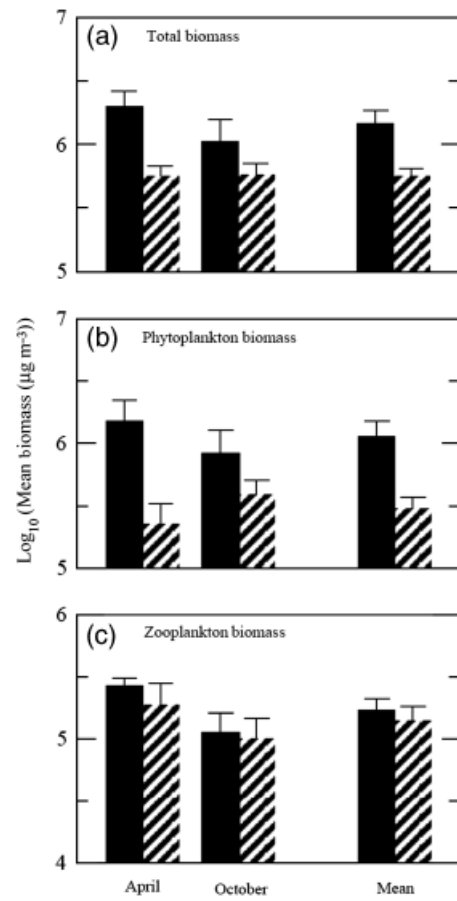 7
(a) Total biomass
6
5
7
(b) Phytoplankton biomass
6
5
Log₁₀ (Mean biomass (µg m⁻³))
6
(c) Zooplankton biomass
5
4
April October Mean